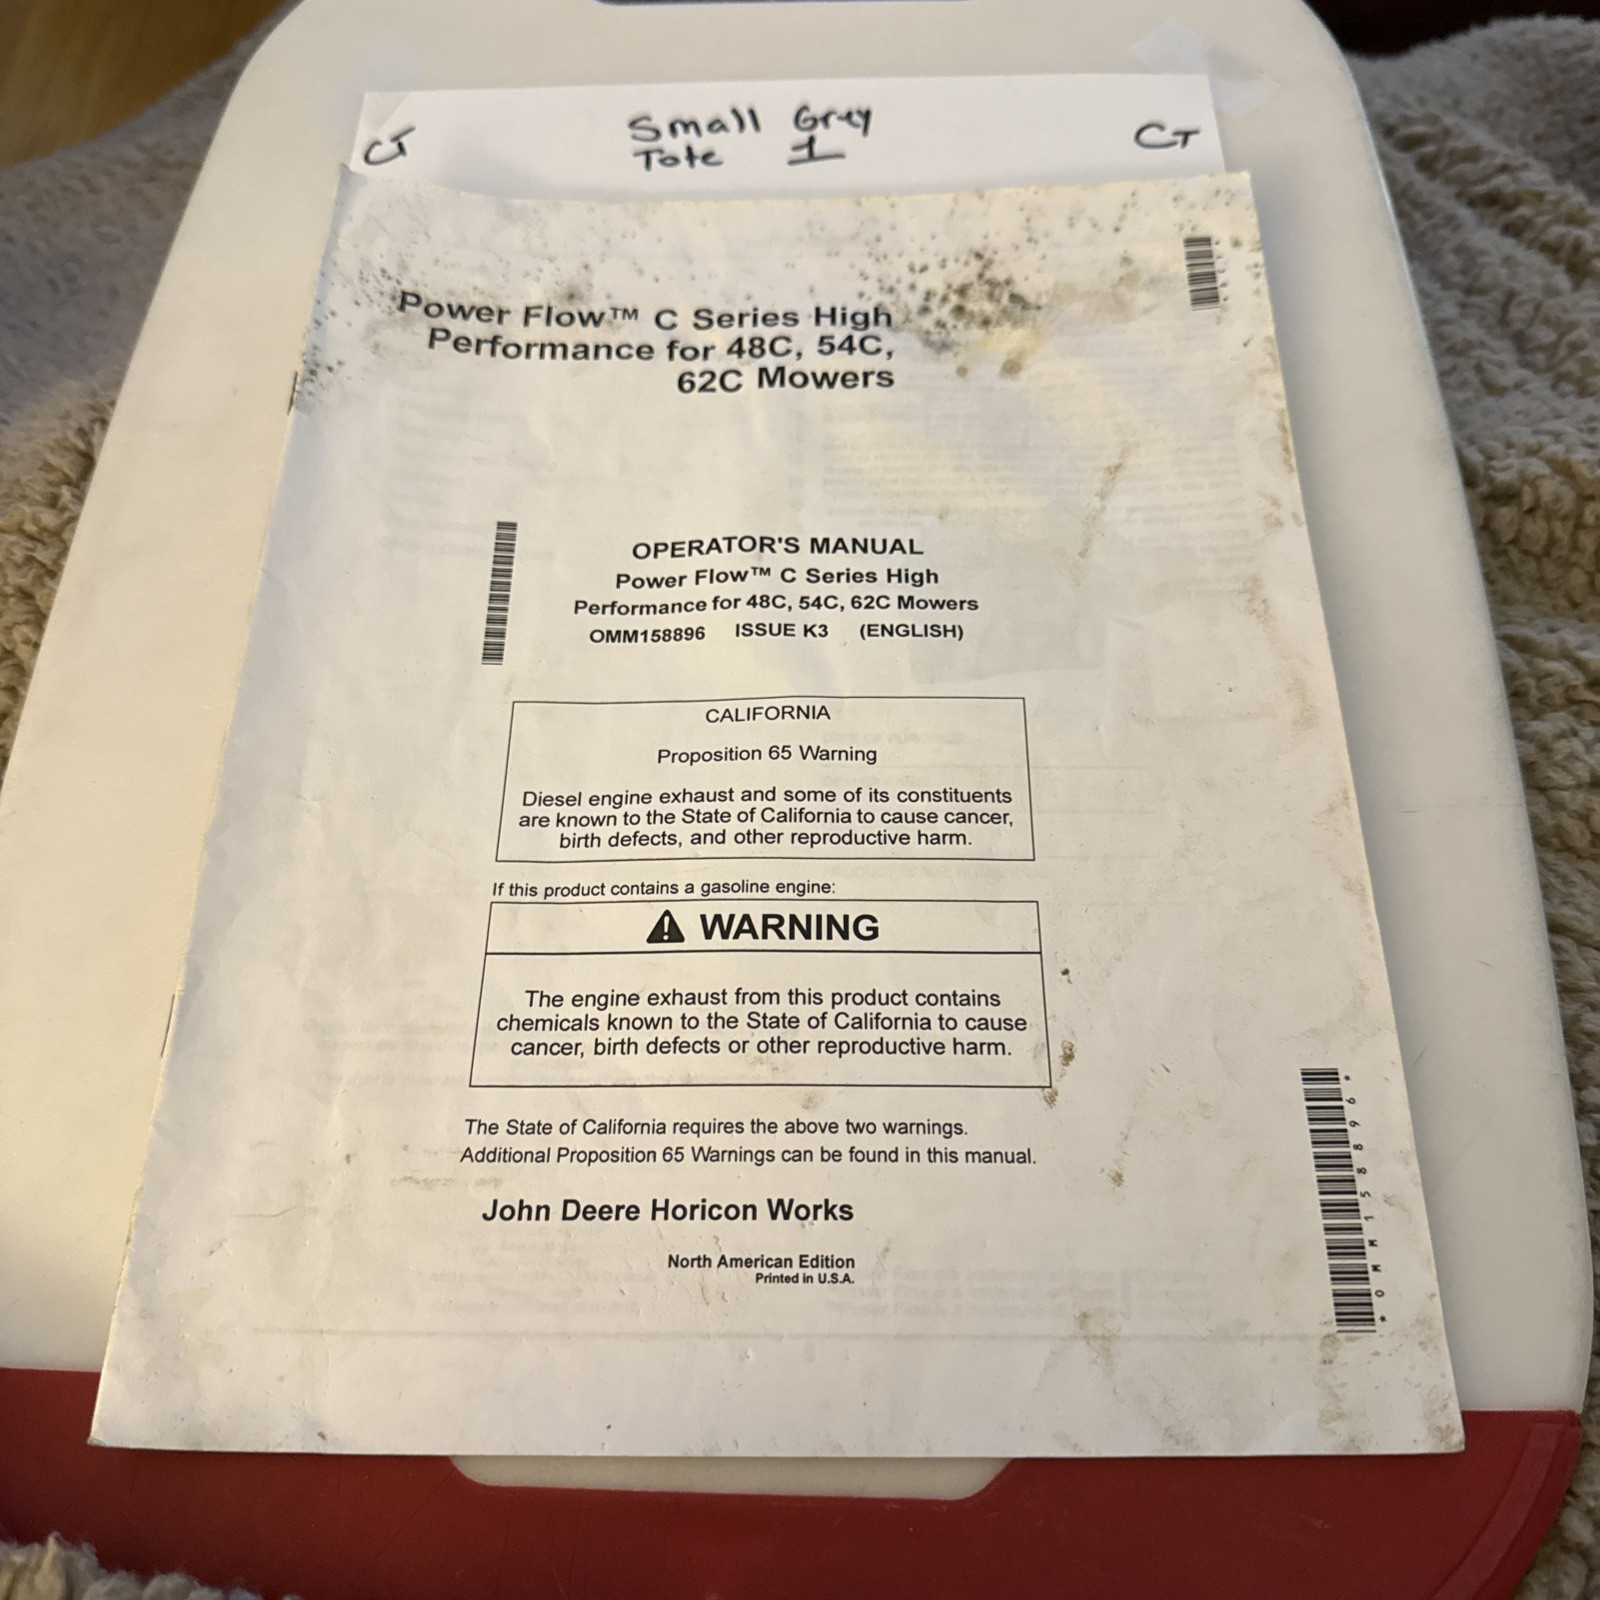 Small Grey
CT
CT
Tote 1
Power Flow™ C Series High
Performance for 48C, 54C,
62C Mowers
OPERATOR'S MANUAL
Power Flow™ C Series High
Performance for 48C, 54C, 62C Mowers
OMM158896 ISSUE K3 (ENGLISH)
CALIFORNIA
Proposition 65 Warning
Diesel engine exhaust and some of its constituents
are known to the State of California to cause cancer,
birth defects, and other reproductive harm.
If this product contains a gasoline engine:
WARNING
The engine exhaust from this product contains
chemicals known to the State of California to cause
cancer, birth defects or other reproductive harm.
The State of California requires the above two warnings.
Additional Proposition 65 Warnings can be found in this manual.
John Deere Horicon Works
North American Edition
Printed in U.S.A.
*OMM158896*